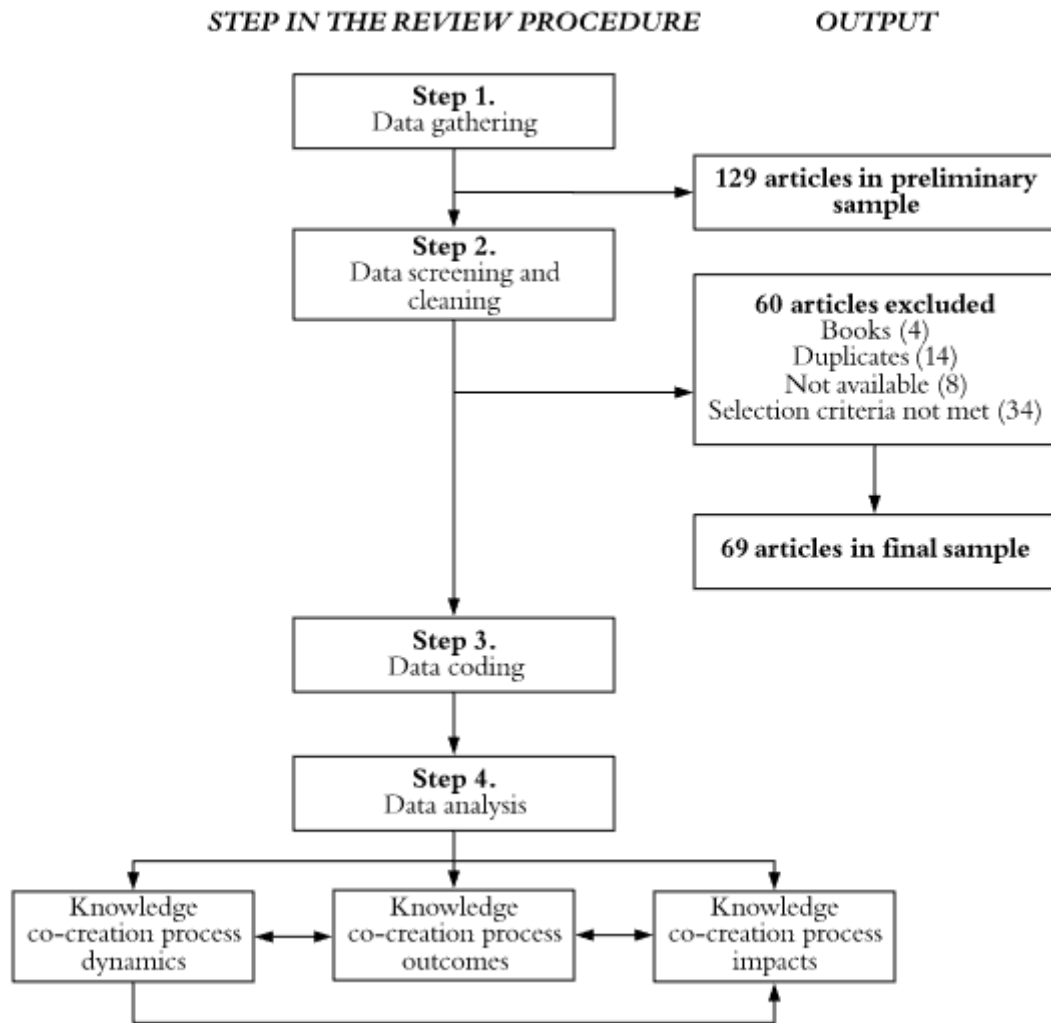 STEP IN THE REVIEW PROCEDURE
OUTPUT
Step 1.
Data gathering
129 articles in preliminary
sample
Step 2.
Data screening and
cleaning
60 articles excluded
Books (4)
Duplicates (14)
Not available (8)
Selection criteria not met (34)
69 articles in final sample
Step 3.
Data coding
Step 4.
Data analysis
Knowledge
co-creation process
dynamics
Knowledge
co-creation process
outcomes
Knowledge
co-creation process
impacts